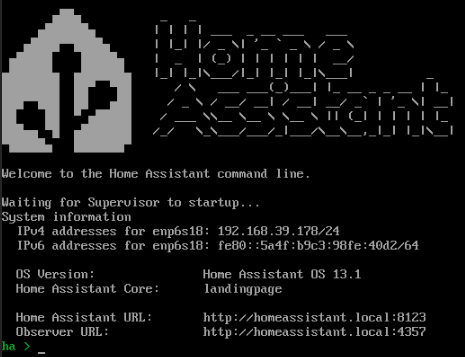 Home
Assistant
Welcome to the Home Assistant command line.
Waiting for Supervisor to startup...
System information
IPv4 addresses for enp6s18: 192.168.39.178/24
IPv6 addresses for enp6s18: fe80::5a4f:b9c3:98fe:40d2/64
OS Version: Home Assistant OS 13.1
Home Assistant Core: landingpage
Home Assistant URL: http://homeassistant.local:8123
Observer URL: http://homeassistant.local:4357
ha > _